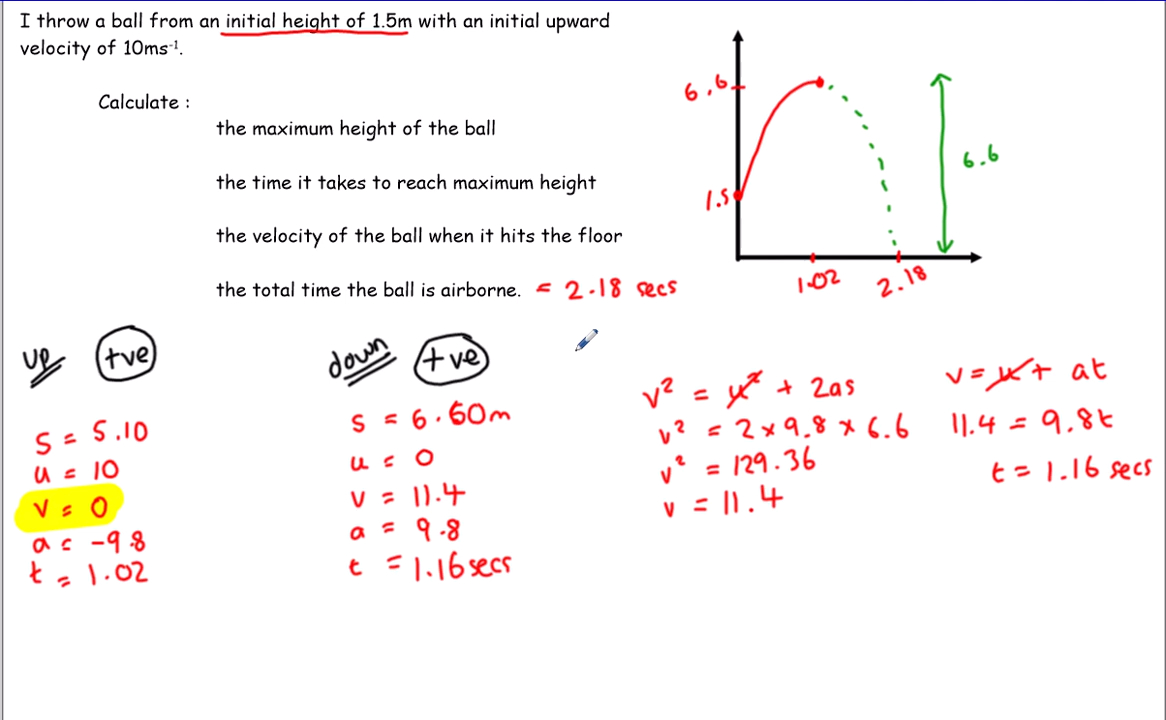 I throw a ball from an initial height of 1.5m with an initial upward
velocity of 10ms⁻¹.
Calculate :
the maximum height of the ball
the time it takes to reach maximum height
the velocity of the ball when it hits the floor
the total time the ball is airborne. = 2.18 secs
6.6
1.5
1.02
2.18
6.6
up +ve
s = 5.10
u = 10
v = 0
a = -9.8
t = 1.02
down +ve
s = 6.60m
u = 0
v = 11.4
a = 9.8
t = 1.16secs
v² = u² + 2as
v² = 2 x 9.8 x 6.6
v² = 129.36
v = 11.4
v = u + at
11.4 = 9.8t
t = 1.16 secs